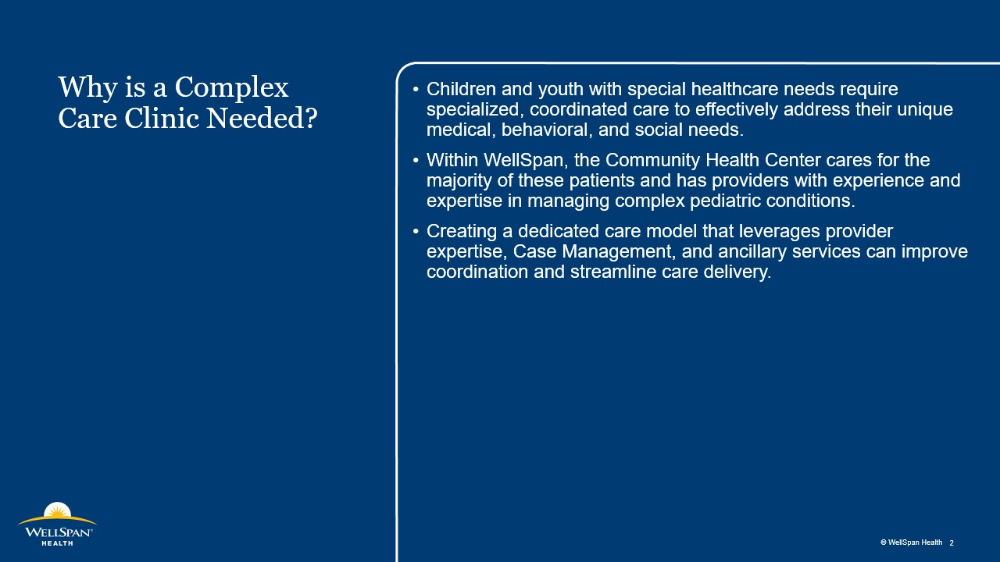 Why is a Complex
Care Clinic Needed?
• Children and youth with special healthcare needs require
specialized, coordinated care to effectively address their unique
medical, behavioral, and social needs.
• Within WellSpan, the Community Health Center cares for the
majority of these patients and has providers with experience and
expertise in managing complex pediatric conditions.
• Creating a dedicated care model that leverages provider
expertise, Case Management, and ancillary services can improve
coordination and streamline care delivery.
WELLSPAN®
HEALTH
© WellSpan Health 2